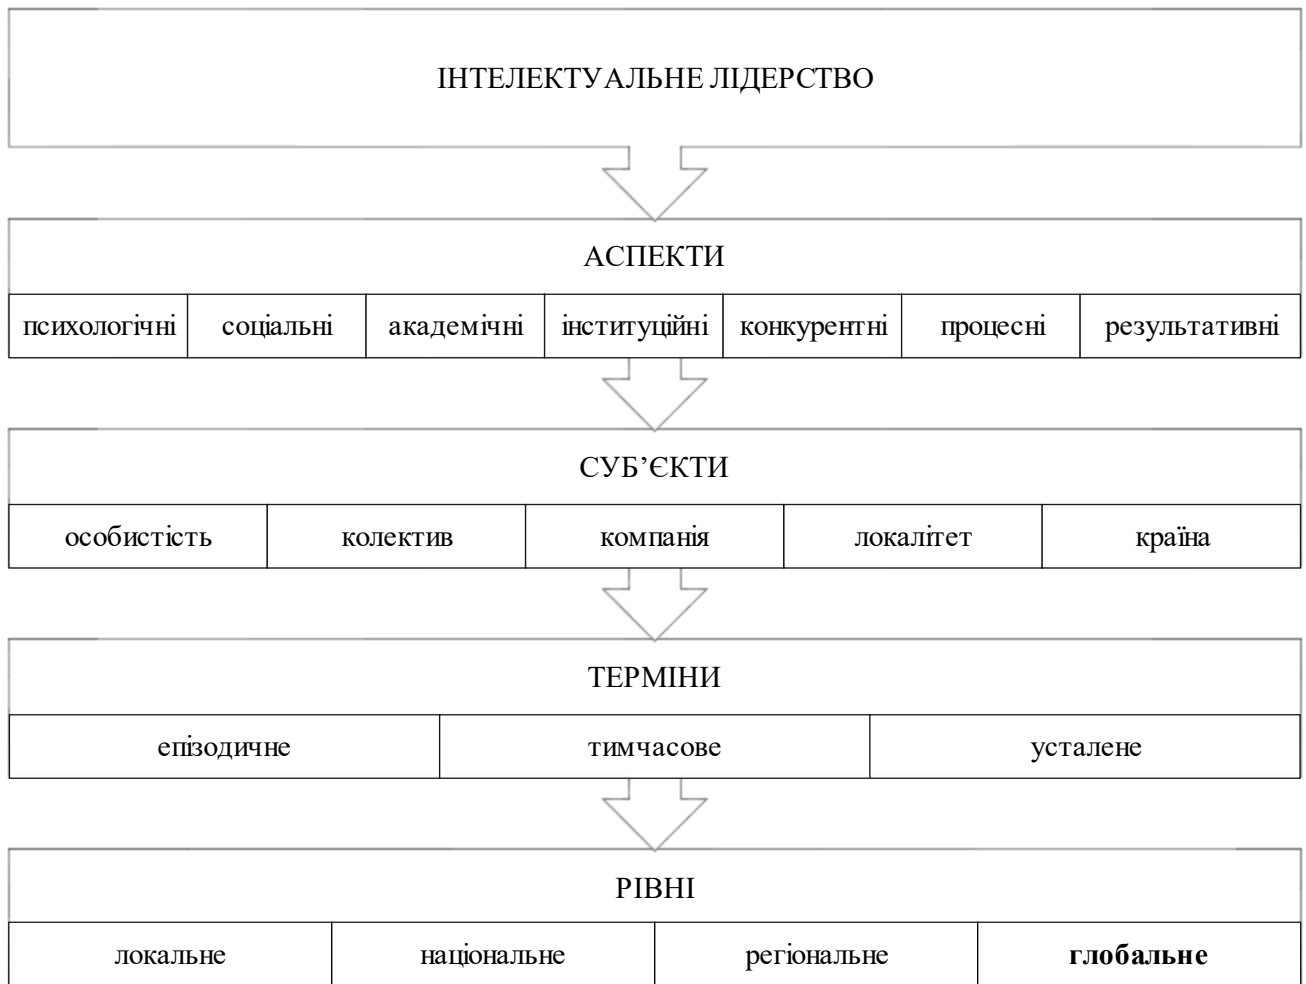 ІНТЕЛЕКТУАЛЬНЕ ЛІДЕРСТВО
АСПЕКТИ
психологічні соціальні академічні інституційні конкурентні процесні результативні
СУБ’ЄКТИ
особистість колектив компанія локалітет країна
ТЕРМІНИ
епізодичне тимчасове усталене
РІВНІ
локальне національне регіональне глобальне